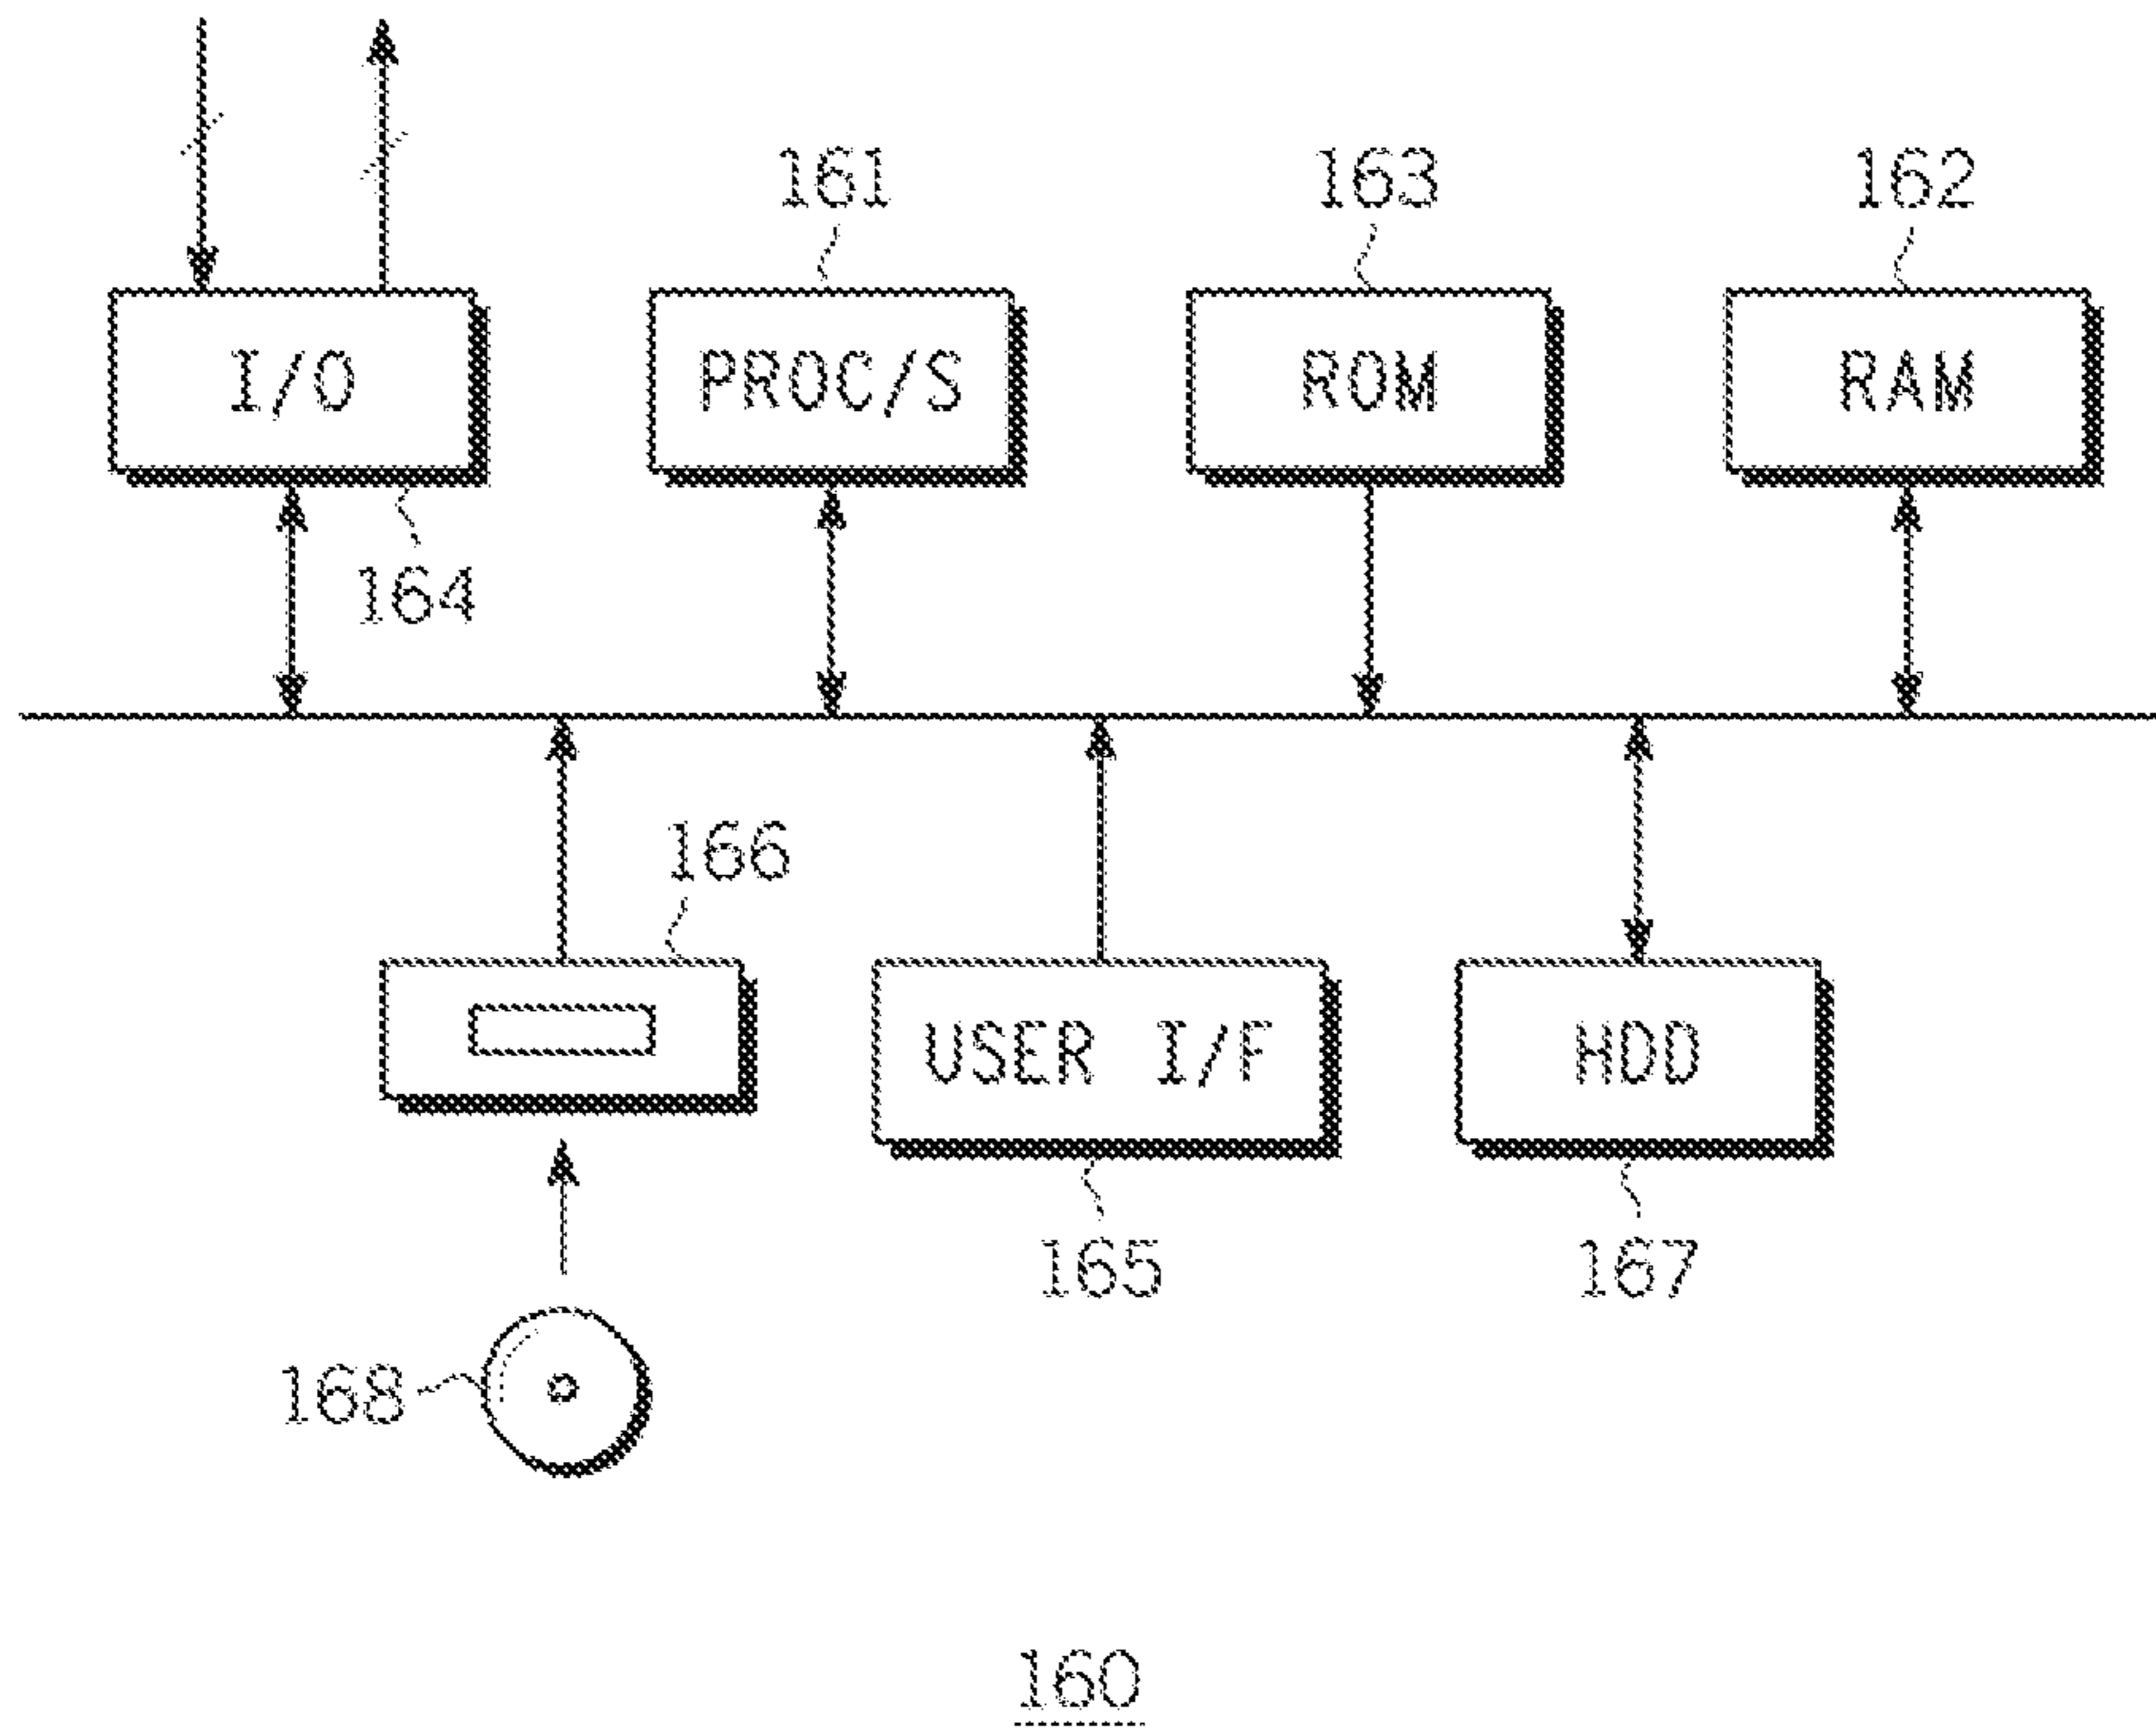 161 163 162
I/O PROC/S ROM RAM
164
166
USER I/F HDD
165 167
168
160